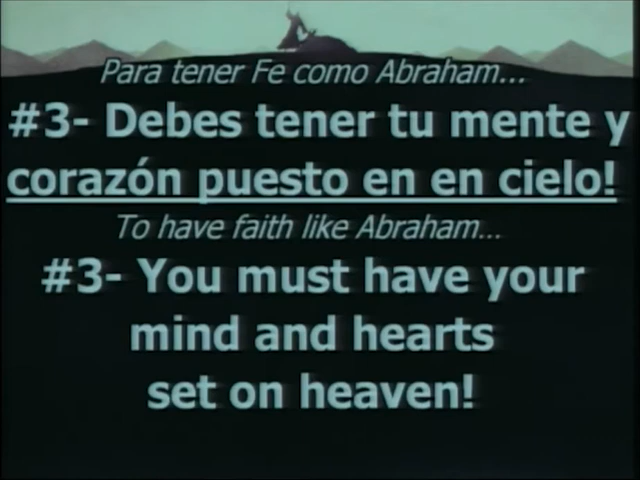 Para tener Fe como Abraham...
#3- Debes tener tu mente y
corazón puesto en en cielo!
To have faith like Abraham...
#3- You must have your
mind and hearts
set on heaven!